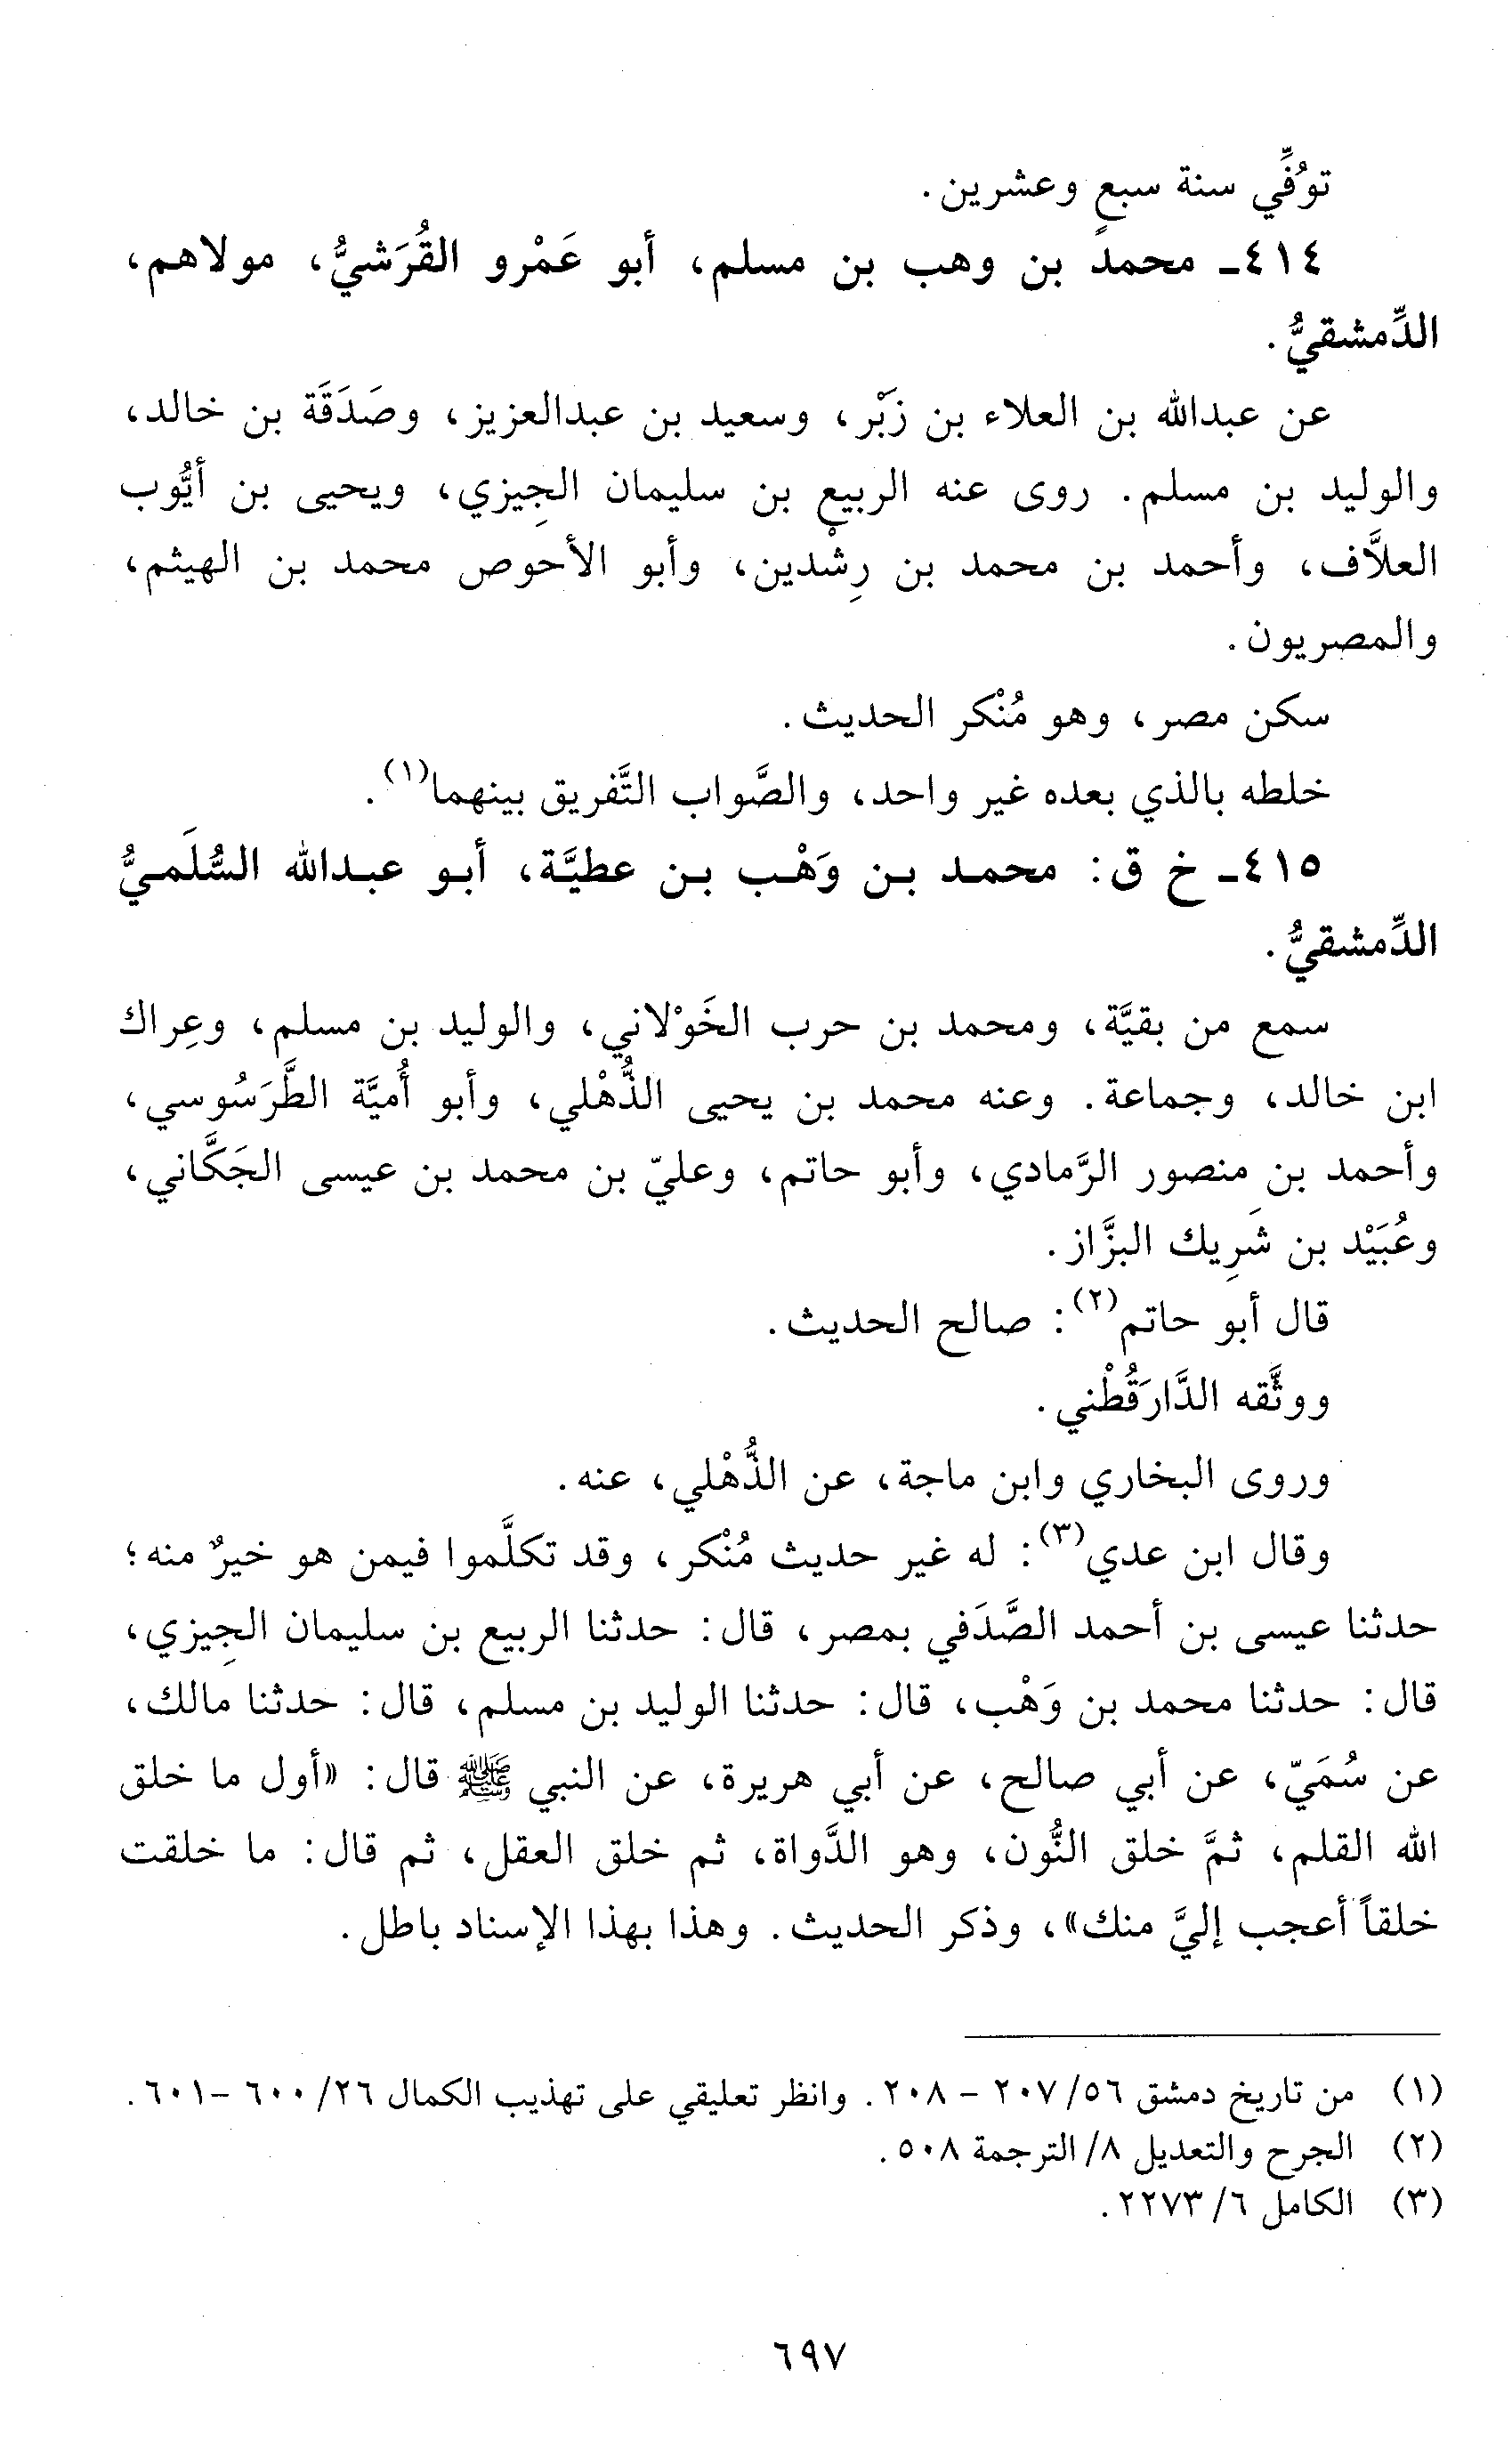 توُفِّي سنة سبعٍ وعشرين.
٤١٤ـ محمد بن وهب بن مسلم، أبو عَمْرو القُرَشيُّ، مولاهم،
الدِّمشقيُّ.
عن عبدالله بن العلاء بن زَبْر، وسعيد بن عبدالعزيز، وصَدَقَة بن خالد،
والوليد بن مسلم. روى عنه الربيع بن سليمان الجِيزي، ويحيى بن أيُّوب
العلاَّف، وأحمد بن محمد بن رِشْدين، وأبو الأحوص محمد بن الهيثم،
والمصريون.
سكن مصر، وهو مُنْكر الحديث.
خلطه بالذي بعده غير واحد، والصَّواب التَّفريق بينهما(١).
٤١٥ـ خ ق: محمد بن وَهْب بن عطيَّة، أبو عبدالله السُّلَميُّ
الدِّمشقيُّ.
سمع من بقيَّة، ومحمد بن حرب الخَوْلاني، والوليد بن مسلم، وعِراك
ابن خالد، وجماعة. وعنه محمد بن يحيى الذُّهْلي، وأبو أُميَّة الطَّرَسُوسي،
وأحمد بن منصور الرَّمادي، وأبو حاتم، وعليّ بن محمد بن عيسى الجَكَّاني،
وعُبَيْد بن شَرِيك البزَّاز.
قال أبو حاتم(٢): صالح الحديث.
ووثَّقه الدَّارَقُطْني.
وروى البخاري وابن ماجة، عن الذُّهْلي، عنه.
وقال ابن عدي(٣): له غير حديث مُنْكر، وقد تكلَّموا فيمن هو خيرٌ منه؛
حدثنا عيسى بن أحمد الصَّدَفي بمصر، قال: حدثنا الربيع بن سليمان الجِيزي،
قال: حدثنا محمد بن وَهْب، قال: حدثنا الوليد بن مسلم، قال: حدثنا مالك،
عن سُمَيّ، عن أبي صالح، عن أبي هريرة، عن النبي ﷺ قال: «أول ما خلق
الله القلم، ثمَّ خلق النُّون، وهو الدَّواة، ثم خلق العقل، ثم قال: ما خلقت
خلقاً أعجب إليَّ منك»، وذكر الحديث. وهذا بهذا الإسناد باطل.
(١) من تاريخ دمشق ٥٦/ ٢٠٧ - ٢٠٨. وانظر تعليقي على تهذيب الكمال ٢٦/ ٦٠٠ -٦٠١.
(٢) الجرح والتعديل ٨/ الترجمة ٥٠٨.
(٣) الكامل ٦/ ٢٢٧٣.
٦٩٧